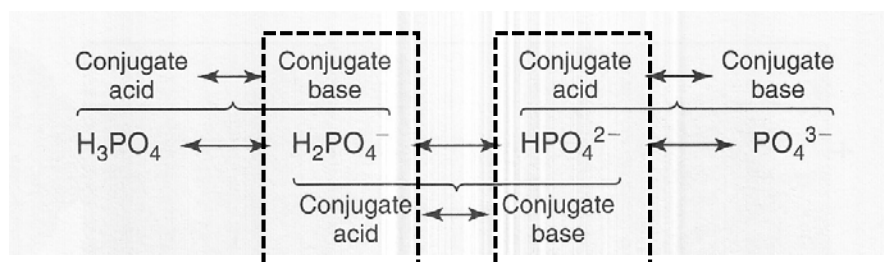 Conjugate acid ↔ Conjugate base Conjugate acid ↔ Conjugate base
H₃PO₄ ↔ H₂PO₄⁻ ↔ HPO₄²⁻ ↔ PO₄³⁻
Conjugate acid ↔ Conjugate base